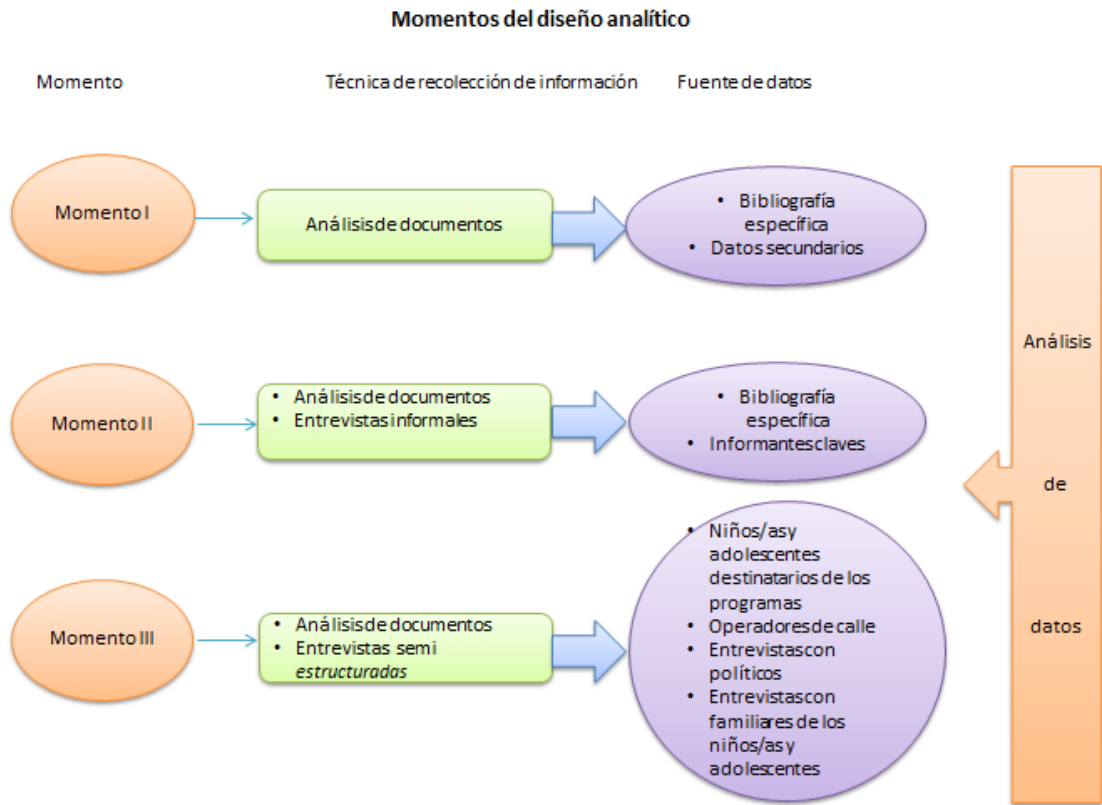 Momentos del diseño analítico
Momento
Técnica de recolección de información
Fuente de datos
Momento I
Análisis de documentos
• Bibliografía
específica
• Datos secundarios
Momento II
• Análisis de documentos
• Entrevistas informales
• Bibliografía
específica
• Informantes claves
Momento III
• Análisis de documentos
• Entrevistas semi
estructuradas
• Niños/as y
adolescentes
destinatarios de los
programas
• Operadores de calle
• Entrevistas con
políticos
• Entrevistas con
familiares de los
niños/as y
adolescentes
Análisis
de
datos